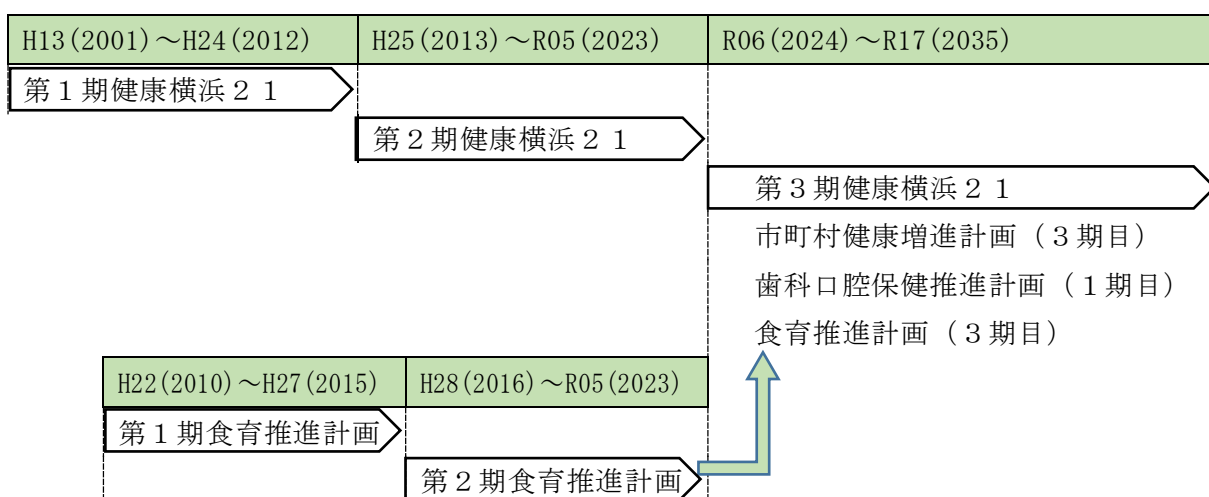 H13(2001)～H24(2012) H25(2013)～R05(2023) R06(2024)～R17(2035)
第１期健康横浜２１
第２期健康横浜２１
第３期健康横浜２１
市町村健康増進計画（３期目）
歯科口腔保健推進計画（１期目）
食育推進計画（３期目）
H22(2010)～H27(2015) H28(2016)～R05(2023)
第１期食育推進計画
第２期食育推進計画